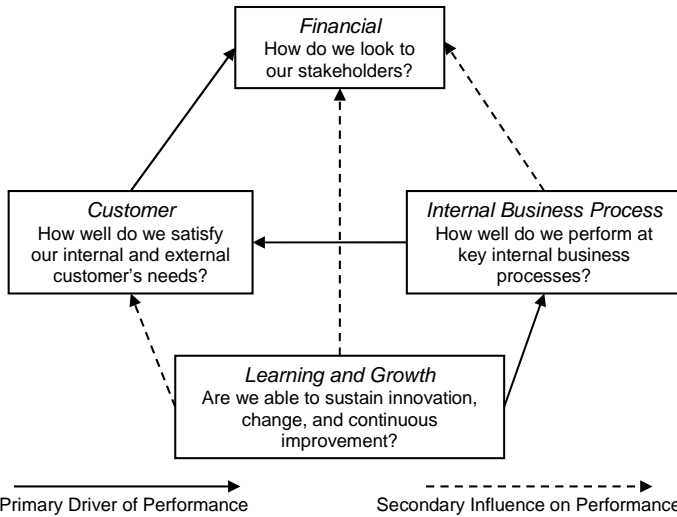 Financial
How do we look to
our stakeholders?
Customer
How well do we satisfy
our internal and external
customer's needs?
Internal Business Process
How well do we perform at
key internal business
processes?
Learning and Growth
Are we able to sustain innovation,
change, and continuous
improvement?
Primary Driver of Performance
Secondary Influence on Performance